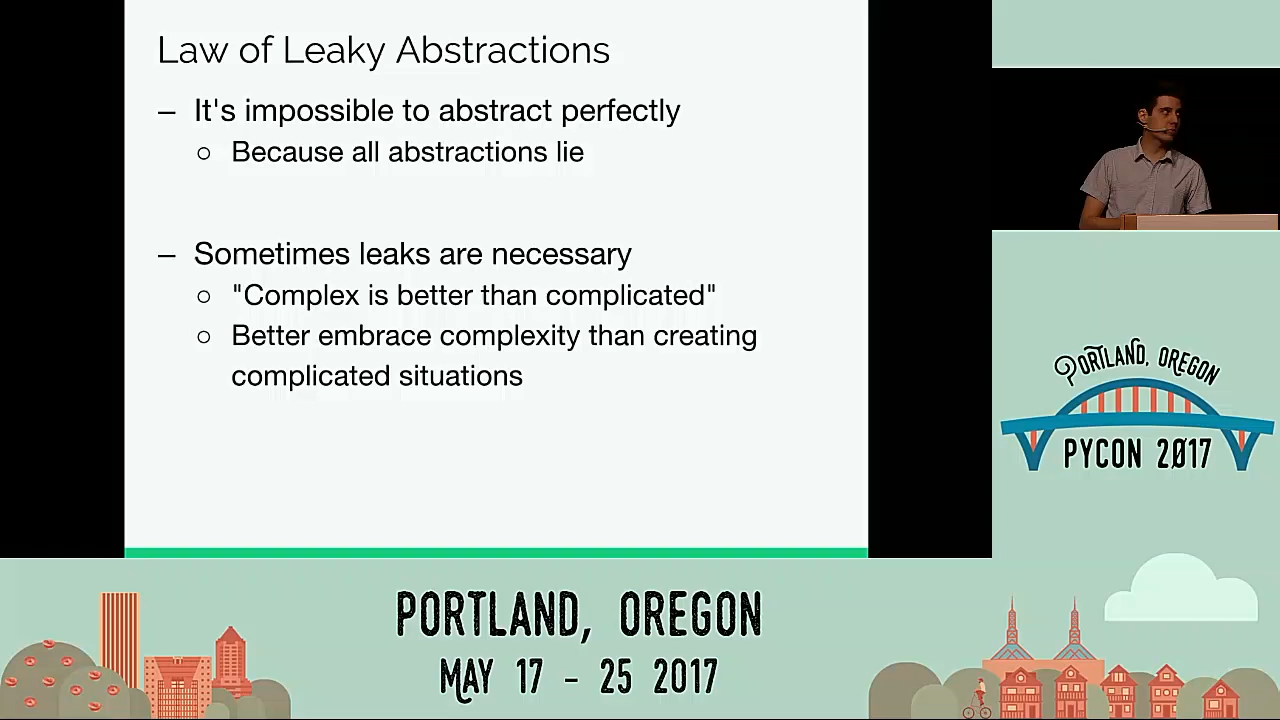 Law of Leaky Abstractions
– It's impossible to abstract perfectly
○ Because all abstractions lie
– Sometimes leaks are necessary
○ "Complex is better than complicated"
○ Better embrace complexity than creating
complicated situations
PORTLAND, OREGON
PYCON 2017
PORTLAND, OREGON
MAY 17 - 25 2017